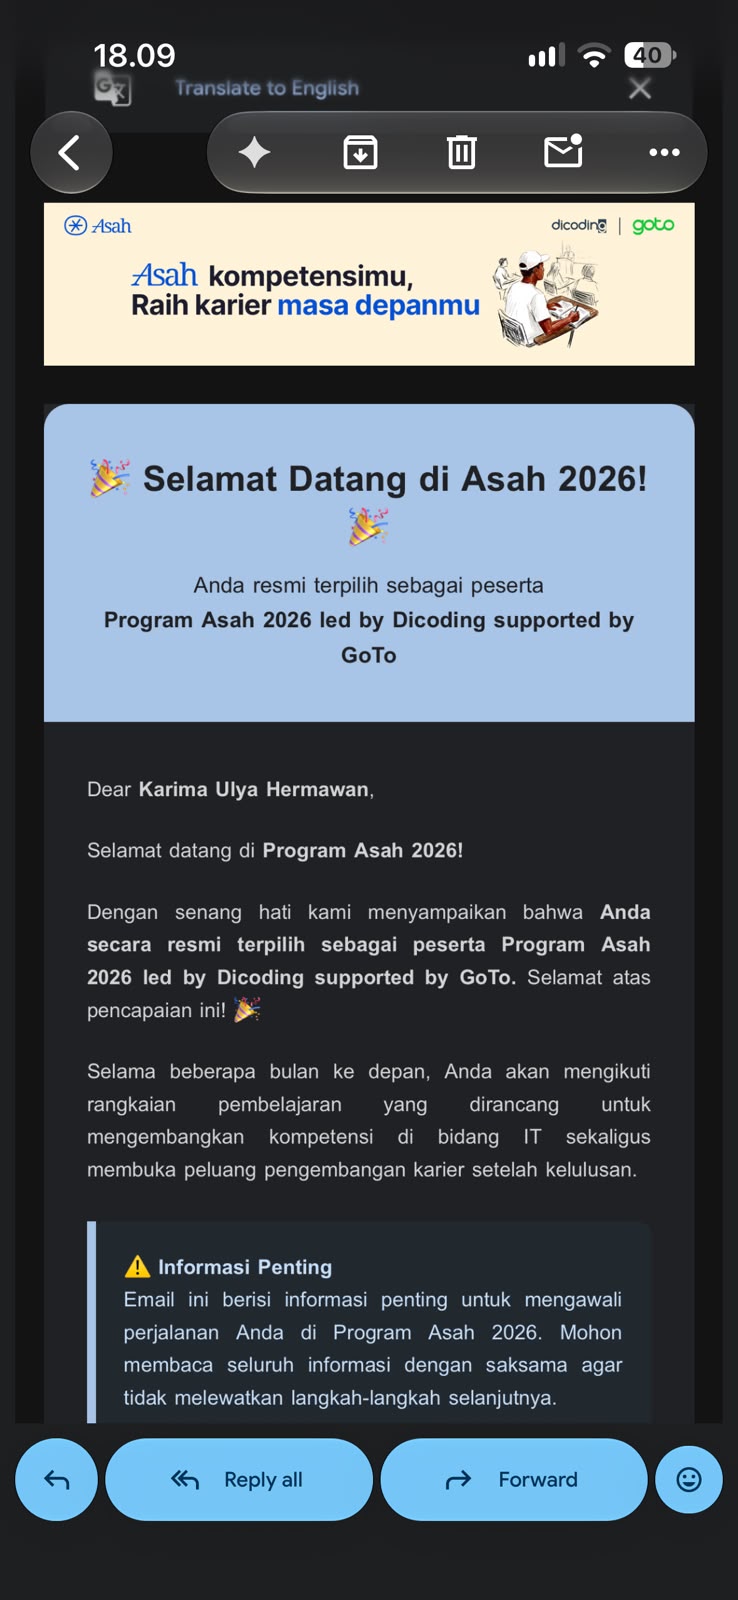 18.09
40
Translate to English
Asah
dicoding | goto
Asah kompetensimu,
Raih karier masa depanmu
🎉 Selamat Datang di Asah 2026!
🎉
Anda resmi terpilih sebagai peserta
Program Asah 2026 led by Dicoding supported by
GoTo
Dear Karima Ulya Hermawan,
Selamat datang di Program Asah 2026!
Dengan senang hati kami menyampaikan bahwa Anda
secara resmi terpilih sebagai peserta Program Asah
2026 led by Dicoding supported by GoTo. Selamat atas
pencapaian ini! 🎉
Selama beberapa bulan ke depan, Anda akan mengikuti
rangkaian pembelajaran yang dirancang untuk
mengembangkan kompetensi di bidang IT sekaligus
membuka peluang pengembangan karier setelah kelulusan.
⚠️ Informasi Penting
Email ini berisi informasi penting untuk mengawali
perjalanan Anda di Program Asah 2026. Mohon
membaca seluruh informasi dengan saksama agar
tidak melewatkan langkah-langkah selanjutnya.
Reply all
Forward